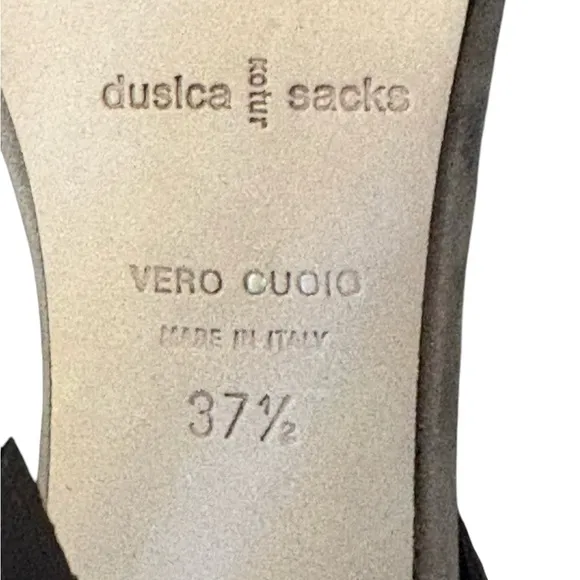 dusica kotur sacks
VERO CUOIO
MADE IN ITALY
37½